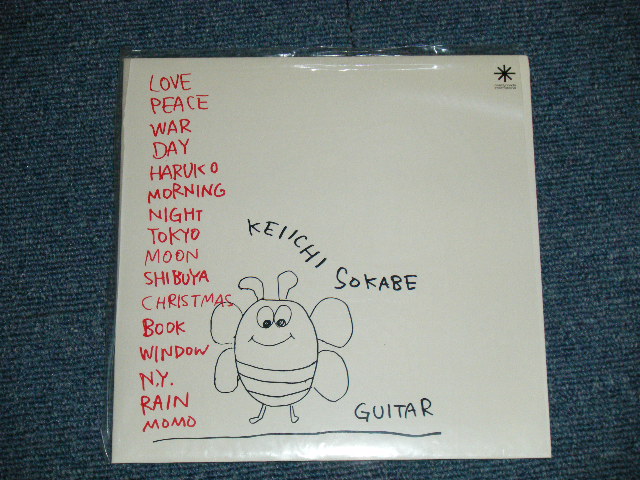 LOVE
PEACE
WAR
DAY
HARUKO
MORNING
NIGHT
TOKYO
MOON
SHIBUYA
CHRISTMAS
BOOK
WINDOW
N.Y.
RAIN
MOMO
KEIICHI
SOKABE
GUITAR